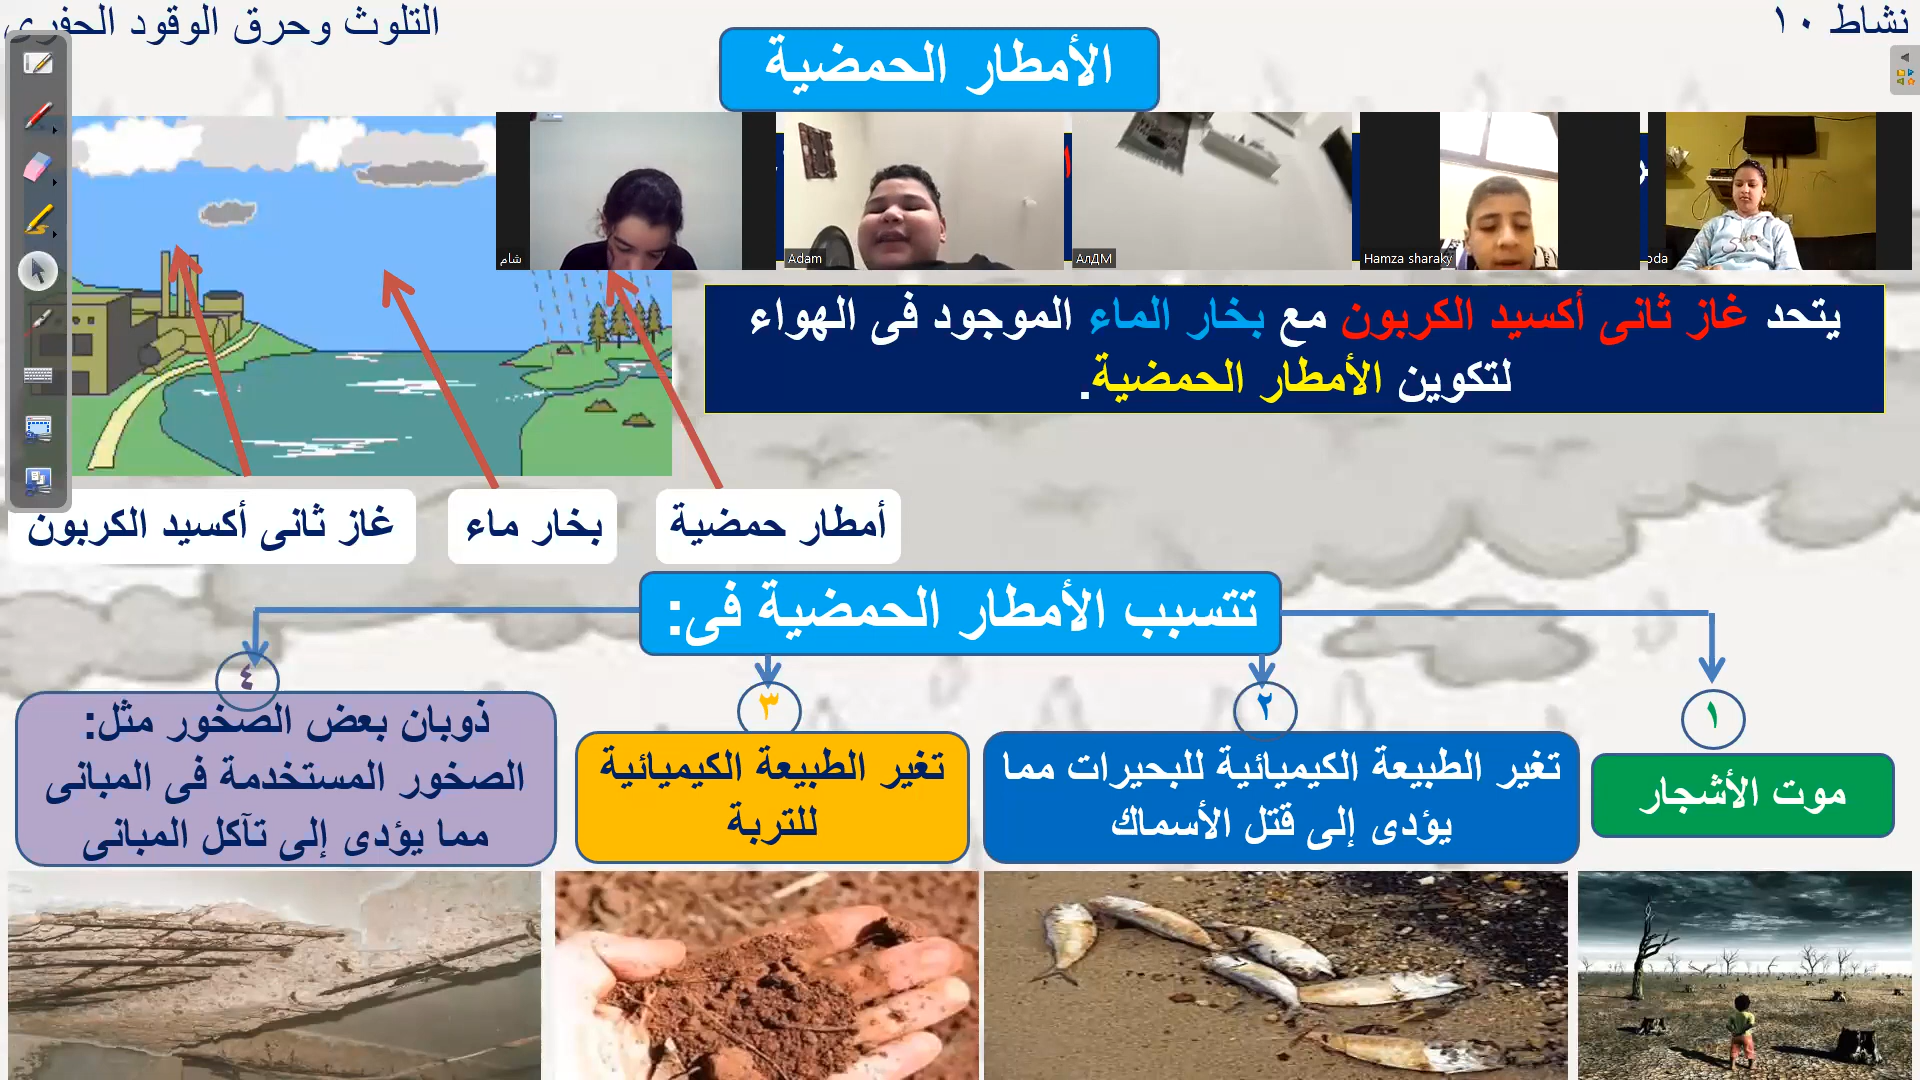 نشاط ١٠
التلوث وحرق الوقود الحفرى
الأمطار الحمضية
شام
Adam
АлДМ
Hamza sharaky
يتحد غاز ثانى أكسيد الكربون مع بخار الماء الموجود فى الهواء
لتكوين الأمطار الحمضية.
أمطار حمضية
بخار ماء
غاز ثانى أكسيد الكربون
تتسبب الأمطار الحمضية فى:
١
موت الأشجار
٢
تغير الطبيعة الكيميائية للبحيرات مما
يؤدى إلى قتل الأسماك
٣
تغير الطبيعة الكيميائية
للتربة
٤
ذوبان بعض الصخور مثل:
الصخور المستخدمة فى المبانى
مما يؤدى إلى تآكل المبانى